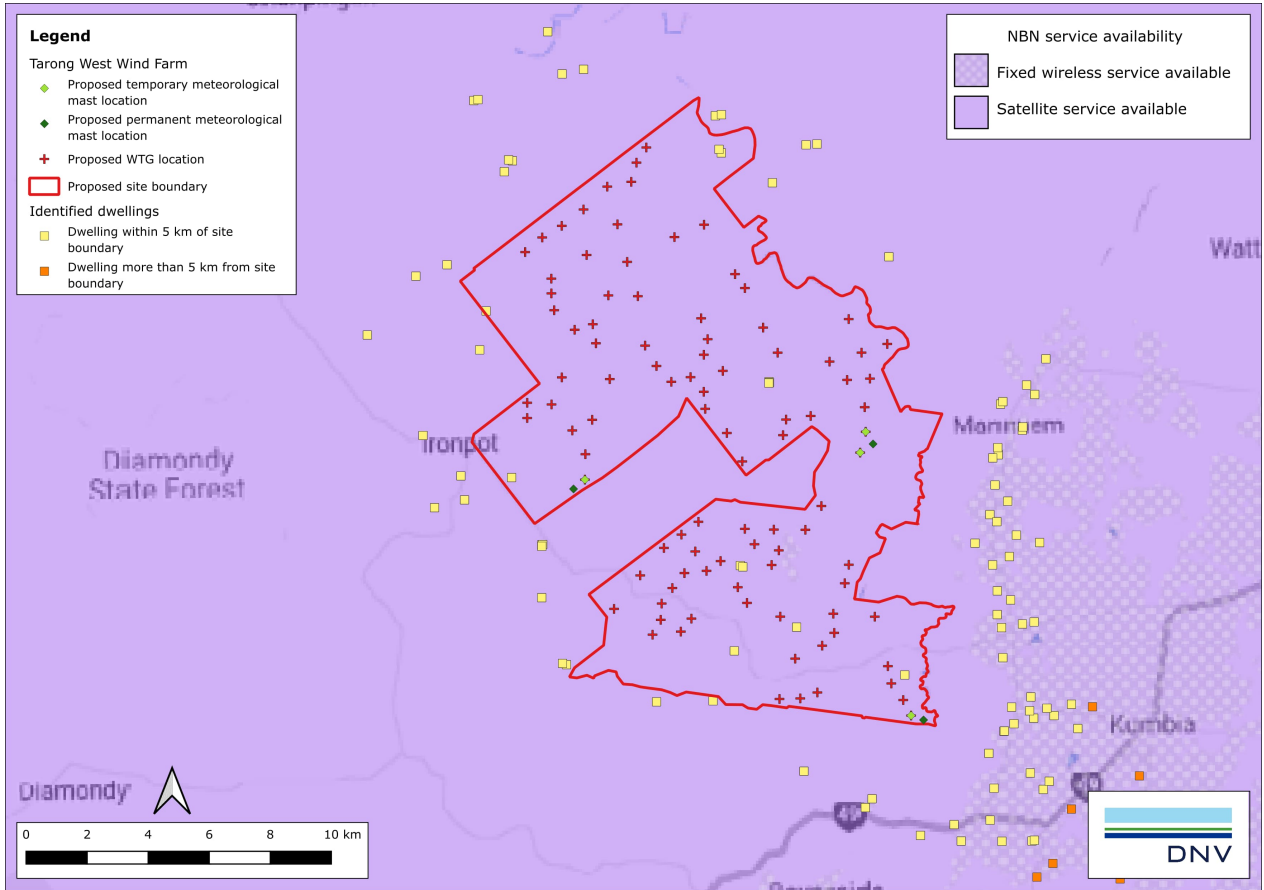 Legend
Tarong West Wind Farm
Proposed temporary meteorological
mast location
Proposed permanent meteorological
mast location
Proposed WTG location
Proposed site boundary
Identified dwellings
Dwelling within 5 km of site
boundary
Dwelling more than 5 km from site
boundary
NBN service availability
Fixed wireless service available
Satellite service available
Watt
Ironpot
Diamondy
State Forest
Kumbia
Diamondy
49
0 2 4 6 8 10 km
DNV